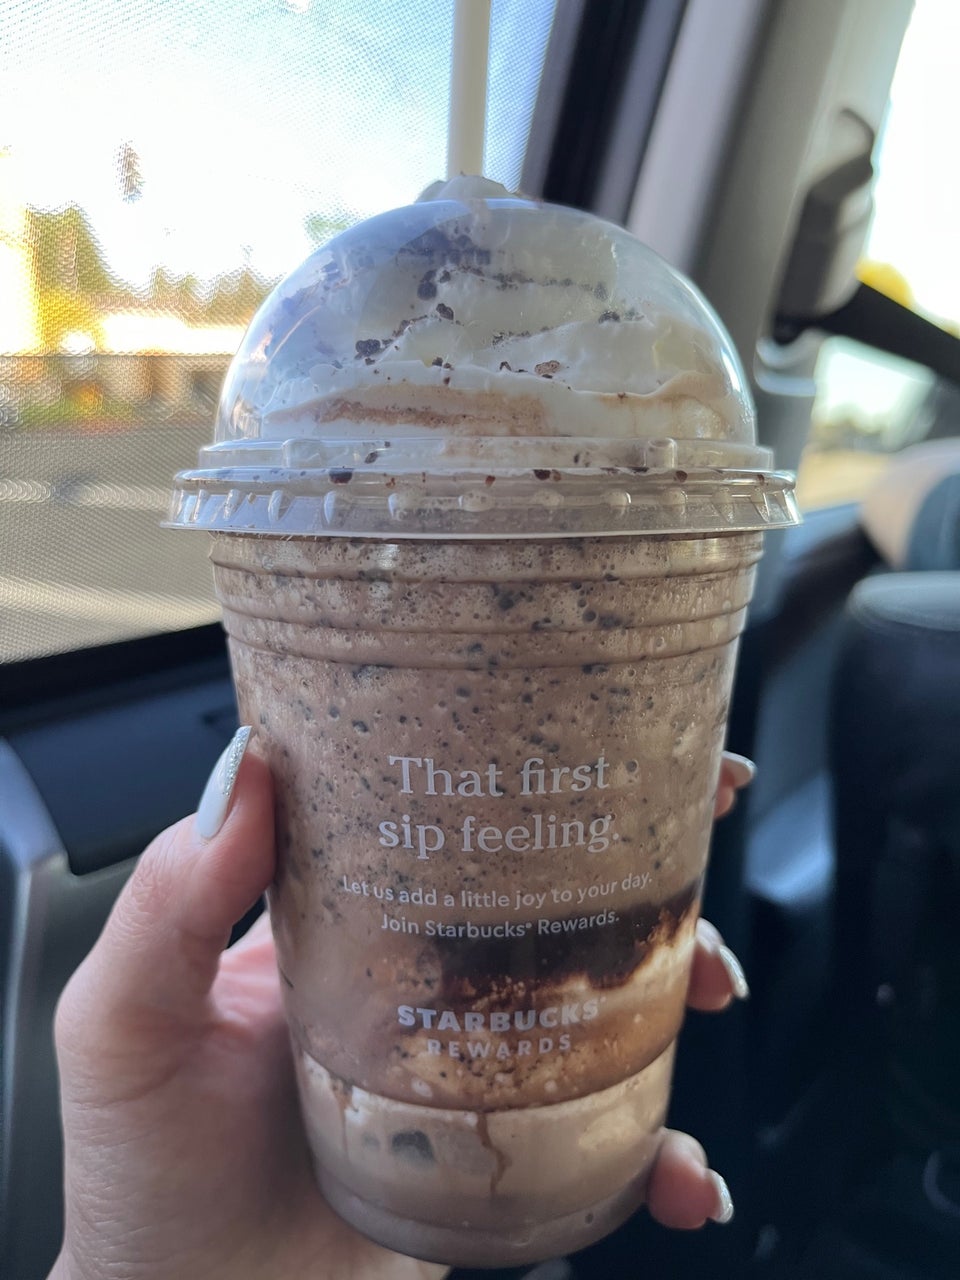 That first
sip feeling.
Let us add a little joy to your day.
Join Starbucks® Rewards.
STARBUCKS®
REWARDS